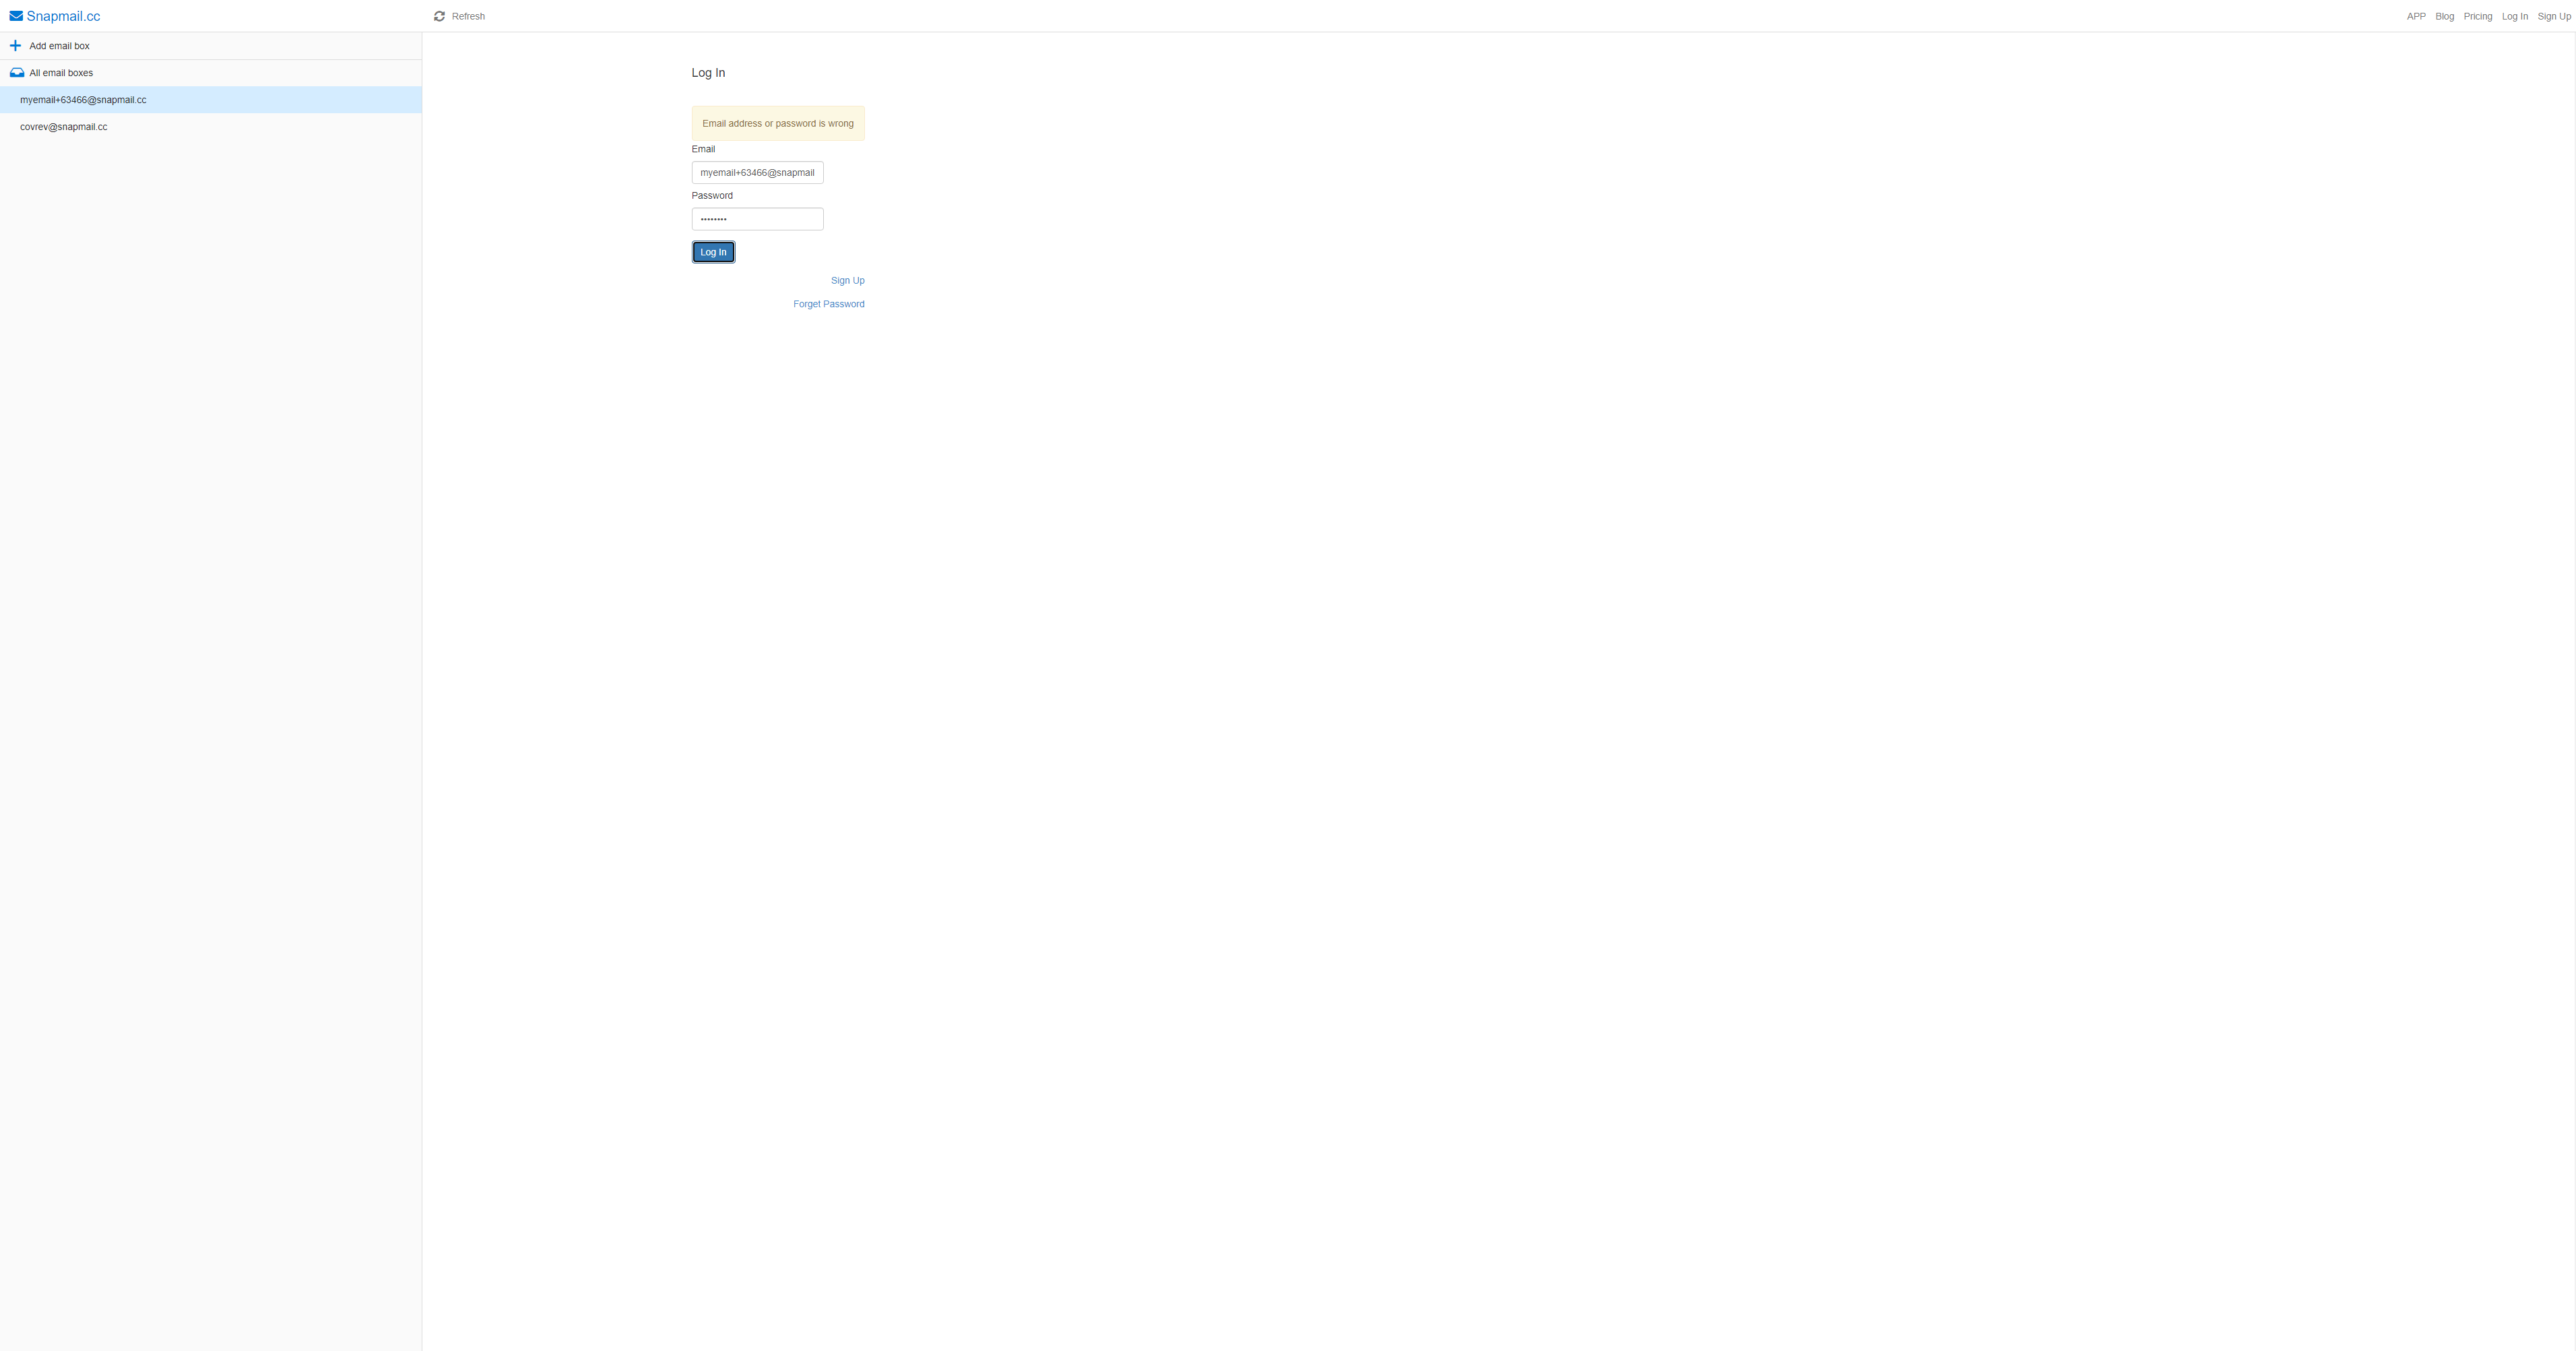 Snapmail.cc
Refresh
APP Blog Pricing Log In Sign Up
Add email box
All email boxes
myemail+63466@snapmail.cc
covrev@snapmail.cc
Log In
Email address or password is wrong
Email
myemail+63466@snapmail
Password
••••••••
Log In
Sign Up
Forget Password